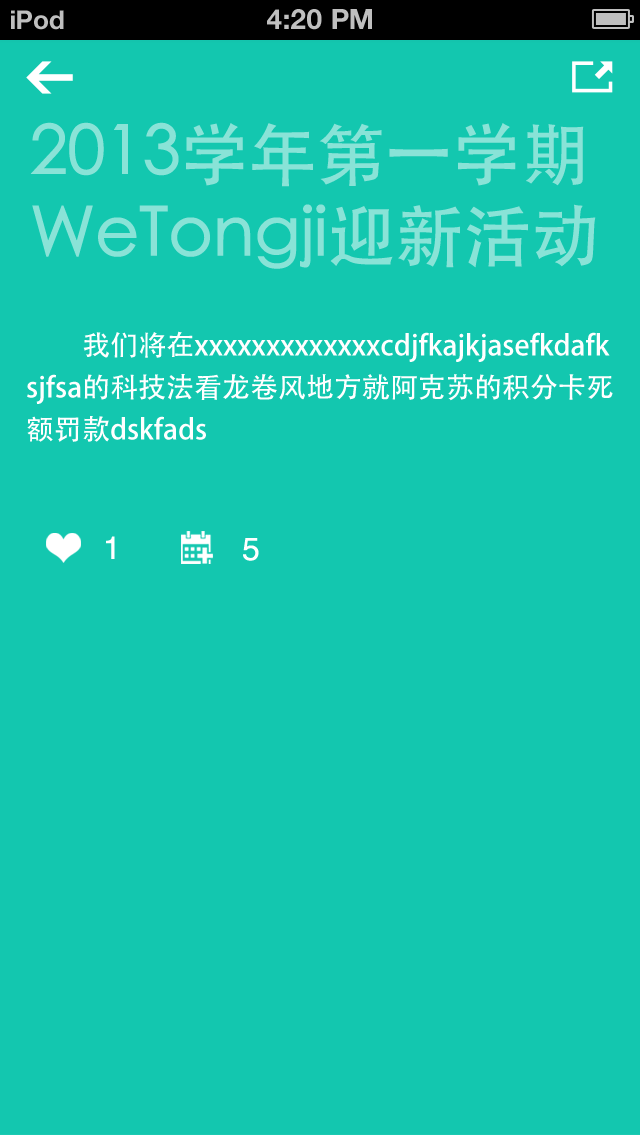 iPod 4:20 PM
2013学年第一学期
WeTongji迎新活动
我们将在xxxxxxxxxxxxxcdjfkajkjasefkdafk
sjfsa的科技法看龙卷风地方就阿克苏的积分卡死
额罚款dskfads
1 5